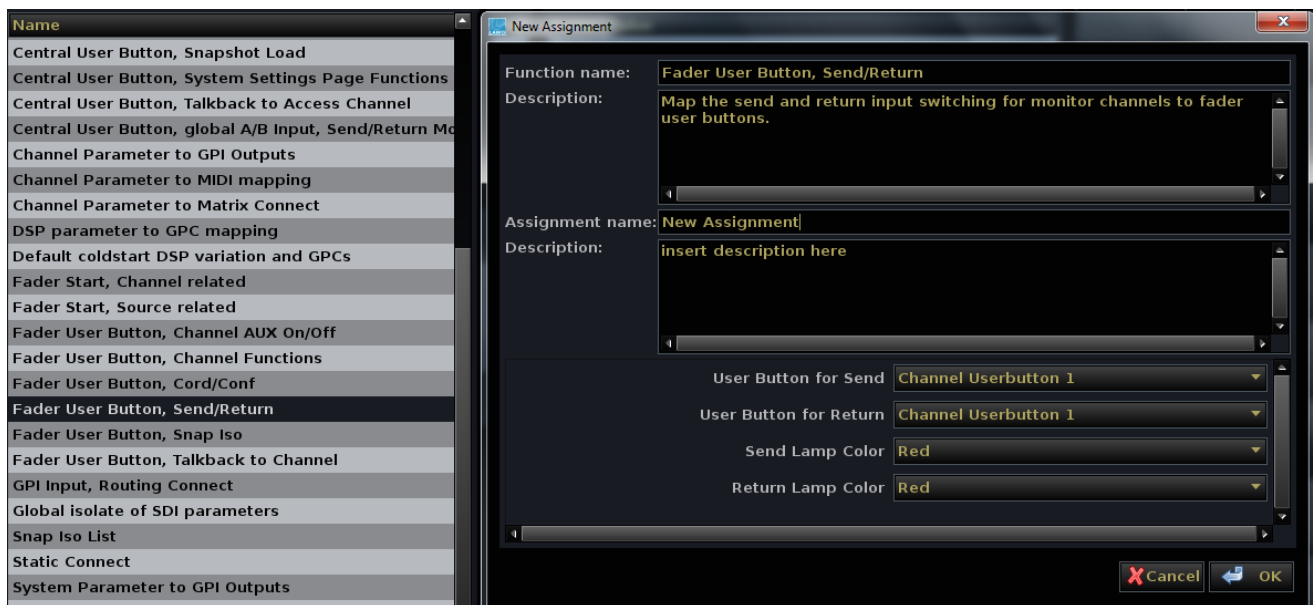 Name
Central User Button, Snapshot Load
Central User Button, System Settings Page Functions
Central User Button, Talkback to Access Channel
Central User Button, global A/B Input, Send/Return Mo
Channel Parameter to GPI Outputs
Channel Parameter to MIDI mapping
Channel Parameter to Matrix Connect
DSP parameter to GPC mapping
Default coldstart DSP variation and GPCs
Fader Start, Channel related
Fader Start, Source related
Fader User Button, Channel AUX On/Off
Fader User Button, Channel Functions
Fader User Button, Cord/Conf
Fader User Button, Send/Return
Fader User Button, Snap Iso
Fader User Button, Talkback to Channel
GPI Input, Routing Connect
Global isolate of SDI parameters
Snap Iso List
Static Connect
System Parameter to GPI Outputs
New Assignment
Function name: Fader User Button, Send/Return
Description: Map the send and return input switching for monitor channels to fader
user buttons.
Assignment name: New Assignment
Description: insert description here
User Button for Send Channel Userbutton 1
User Button for Return Channel Userbutton 1
Send Lamp Color Red
Return Lamp Color Red
Cancel OK